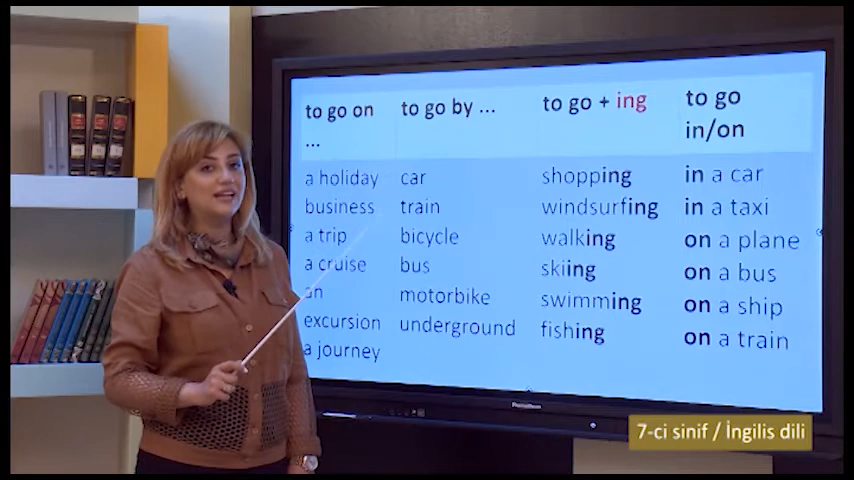 to go on
...
a holiday
business
a trip
a cruise
an
excursion
a journey
to go by ...
car
train
bicycle
bus
motorbike
underground
to go + ing
shopping
windsurfing
walking
skiing
swimming
fishing
to go
in/on
in a car
in a taxi
on a plane
on a bus
on a ship
on a train
Promethean
7-ci sinif / İngilis dili